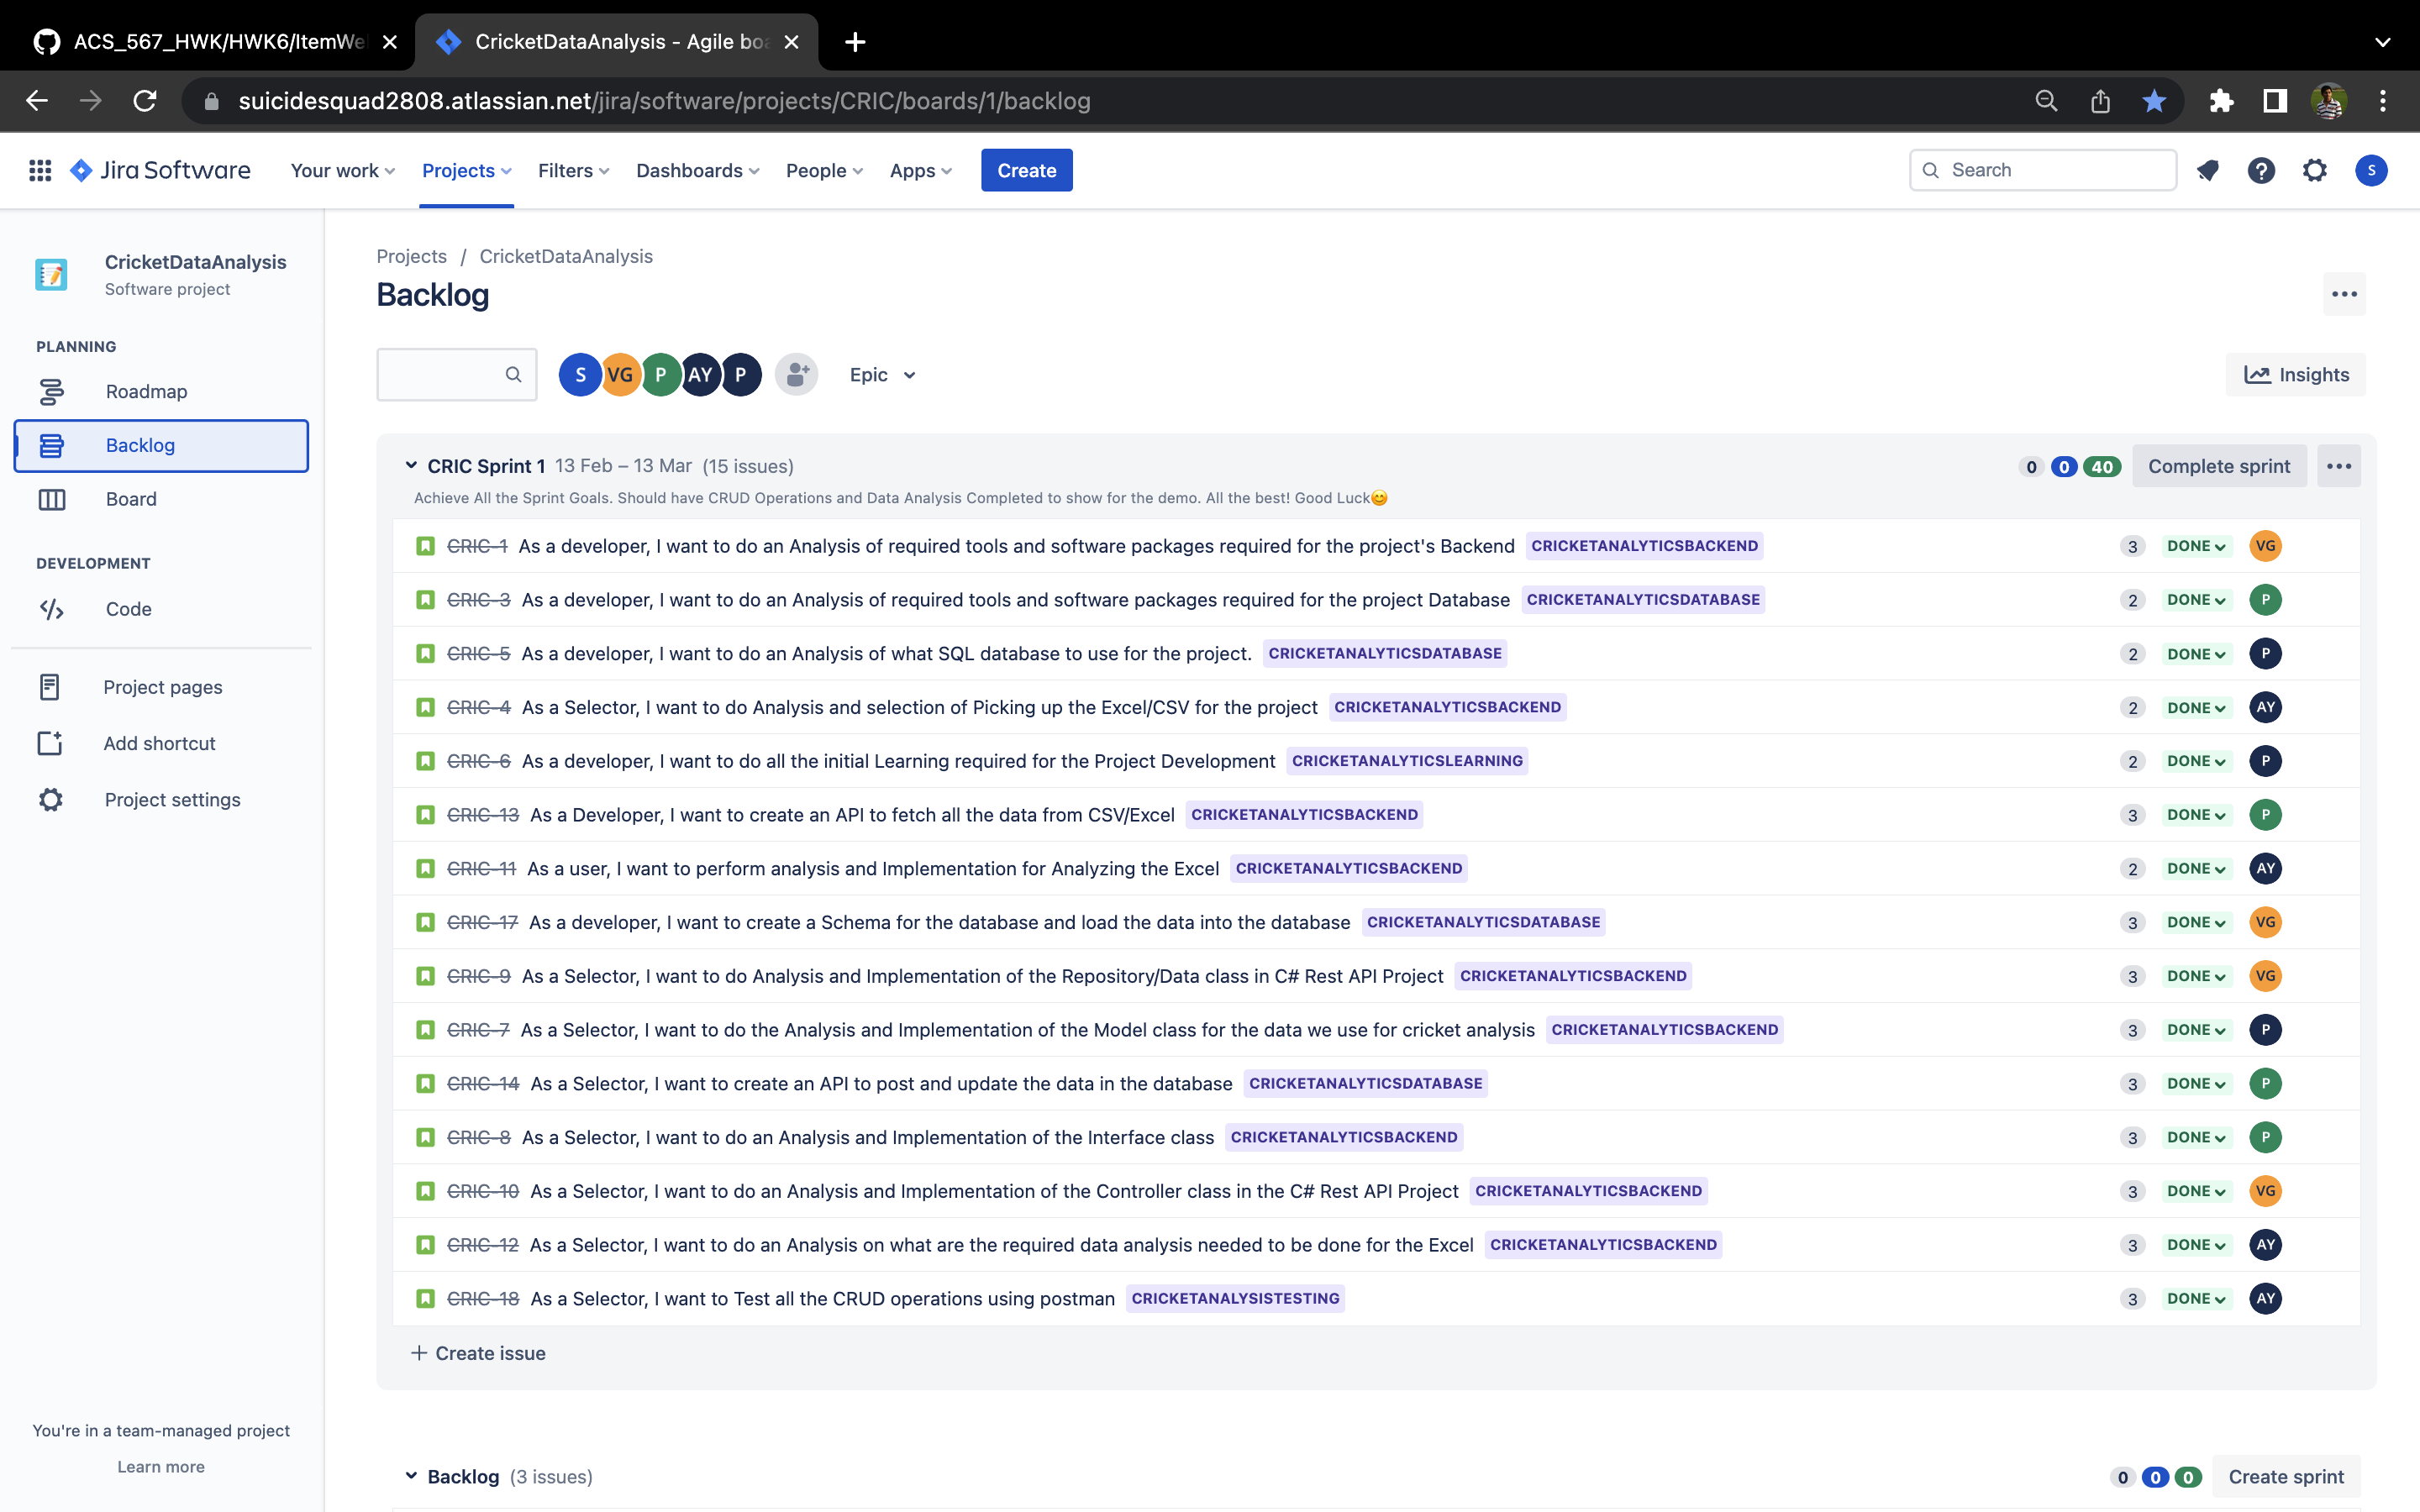 ACS_567_HWK/HWK6/ItemWe
CricketDataAnalysis - Agile boa
suicidesquad2808.atlassian.net/jira/software/projects/CRIC/boards/1/backlog
Jira Software Your work Projects Filters Dashboards People Apps Create Search S
CricketDataAnalysis
Software project
PLANNING
Roadmap
Backlog
Board
DEVELOPMENT
Code
Project pages
Add shortcut
Project settings
You're in a team-managed project
Learn more
Projects / CricketDataAnalysis
Backlog
S VG P AY P Epic Insights
CRIC Sprint 1 13 Feb – 13 Mar (15 issues) 0 0 40 Complete sprint
Achieve All the Sprint Goals. Should have CRUD Operations and Data Analysis Completed to show for the demo. All the best! Good Luck😊
CRIC-1 As a developer, I want to do an Analysis of required tools and software packages required for the project's Backend CRICKETANALYTICSBACKEND 3 DONE VG
CRIC-3 As a developer, I want to do an Analysis of required tools and software packages required for the project Database CRICKETANALYTICSDATABASE 2 DONE P
CRIC-5 As a developer, I want to do an Analysis of what SQL database to use for the project. CRICKETANALYTICSDATABASE 2 DONE P
CRIC-4 As a Selector, I want to do Analysis and selection of Picking up the Excel/CSV for the project CRICKETANALYTICSBACKEND 2 DONE AY
CRIC-6 As a developer, I want to do all the initial Learning required for the Project Development CRICKETANALYTICSLEARNING 2 DONE P
CRIC-13 As a Developer, I want to create an API to fetch all the data from CSV/Excel CRICKETANALYTICSBACKEND 3 DONE P
CRIC-11 As a user, I want to perform analysis and Implementation for Analyzing the Excel CRICKETANALYTICSBACKEND 2 DONE AY
CRIC-17 As a developer, I want to create a Schema for the database and load the data into the database CRICKETANALYTICSDATABASE 3 DONE VG
CRIC-9 As a Selector, I want to do Analysis and Implementation of the Repository/Data class in C# Rest API Project CRICKETANALYTICSBACKEND 3 DONE VG
CRIC-7 As a Selector, I want to do the Analysis and Implementation of the Model class for the data we use for cricket analysis CRICKETANALYTICSBACKEND 3 DONE P
CRIC-14 As a Selector, I want to create an API to post and update the data in the database CRICKETANALYTICSDATABASE 3 DONE P
CRIC-8 As a Selector, I want to do an Analysis and Implementation of the Interface class CRICKETANALYTICSBACKEND 3 DONE P
CRIC-10 As a Selector, I want to do an Analysis and Implementation of the Controller class in the C# Rest API Project CRICKETANALYTICSBACKEND 3 DONE VG
CRIC-12 As a Selector, I want to do an Analysis on what are the required data analysis needed to be done for the Excel CRICKETANALYTICSBACKEND 3 DONE AY
CRIC-18 As a Selector, I want to Test all the CRUD operations using postman CRICKETANALYSISTESTING 3 DONE AY
+ Create issue
Backlog (3 issues) 0 0 0 Create sprint